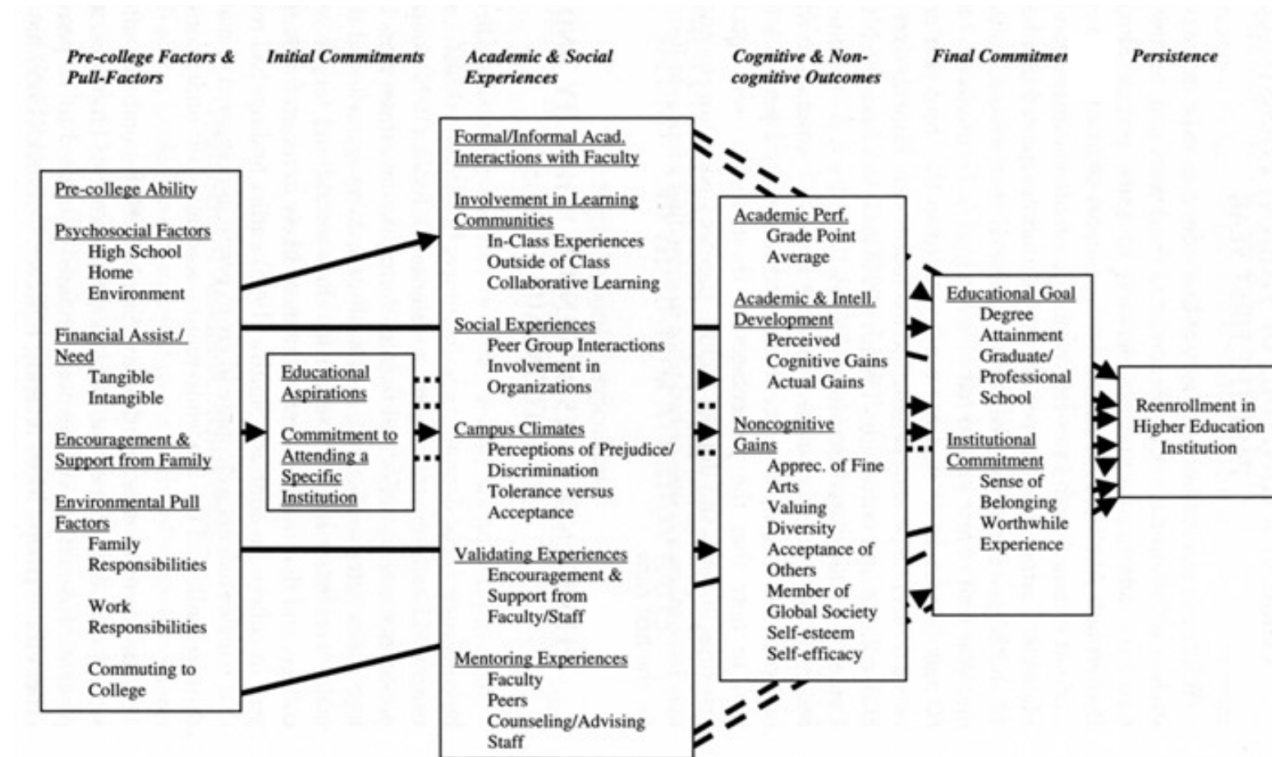 Pre-college Factors &
Pull-Factors
Initial Commitments
Academic & Social
Experiences
Cognitive & Non-
cognitive Outcomes
Final Commitmer
Persistence
Pre-college Ability
Psychosocial Factors
High School
Home
Environment
Financial Assist./
Need
Tangible
Intangible
Encouragement &
Support from Family
Environmental Pull
Factors
Family
Responsibilities
Work
Responsibilities
Commuting to
College
Educational
Aspirations
Commitment to
Attending a
Specific
Institution
Formal/Informal Acad.
Interactions with Faculty
Involvement in Learning
Communities
In-Class Experiences
Outside of Class
Collaborative Learning
Social Experiences
Peer Group Interactions
Involvement in
Organizations
Campus Climates
Perceptions of Prejudice/
Discrimination
Tolerance versus
Acceptance
Validating Experiences
Encouragement &
Support from
Faculty/Staff
Mentoring Experiences
Faculty
Peers
Counseling/Advising
Staff
Academic Perf.
Grade Point
Average
Academic & Intell.
Development
Perceived
Cognitive Gains
Actual Gains
Noncognitive
Gains
Apprec. of Fine
Arts
Valuing
Diversity
Acceptance of
Others
Member of
Global Society
Self-esteem
Self-efficacy
Educational Goal
Degree
Attainment
Graduate/
Professional
School
Institutional
Commitment
Sense of
Belonging
Worthwhile
Experience
Reenrollment in
Higher Education
Institution